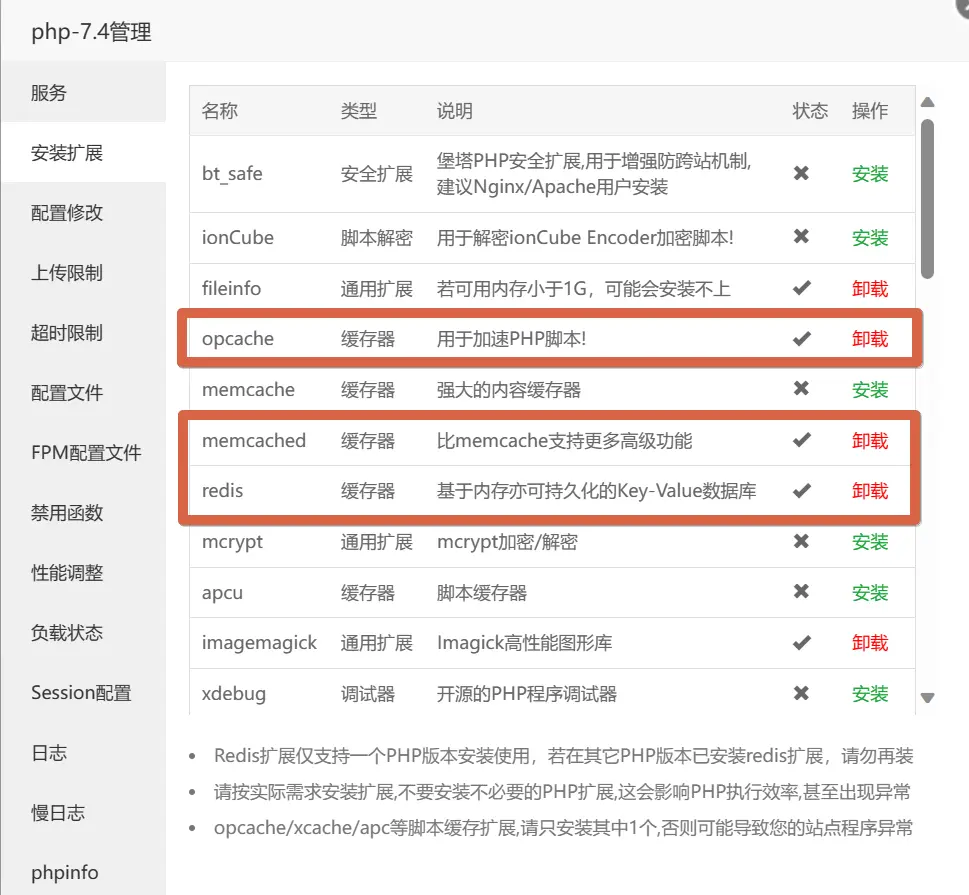 php-7.4管理
服务
安装扩展
配置修改
上传限制
超时限制
配置文件
FPM配置文件
禁用函数
性能调整
负载状态
Session配置
日志
慢日志
phpinfo
名称 类型 说明 状态 操作
bt_safe 安全扩展 堡塔PHP安全扩展,用于增强防跨站机制,
建议Nginx/Apache用户安装 ✖ 安装
ionCube 脚本解密 用于解密ionCube Encoder加密脚本! ✖ 安装
fileinfo 通用扩展 若可用内存小于1G，可能会安装不上 ✔ 卸载
opcache 缓存器 用于加速PHP脚本! ✔ 卸载
memcache 缓存器 强大的内容缓存器 ✖ 安装
memcached 缓存器 比memcache支持更多高级功能 ✔ 卸载
redis 缓存器 基于内存亦可持久化的Key-Value数据库 ✔ 卸载
mcrypt 通用扩展 mcrypt加密/解密 ✖ 安装
apcu 缓存器 脚本缓存器 ✖ 安装
imagemagick 通用扩展 Imagick高性能图形库 ✔ 卸载
xdebug 调试器 开源的PHP程序调试器 ✖ 安装
• Redis扩展仅支持一个PHP版本安装使用，若在其它PHP版本已安装redis扩展，请勿再装
• 请按实际需求安装扩展,不要安装不必要的PHP扩展,这会影响PHP执行效率,甚至出现异常
• opcache/xcache/apc等脚本缓存扩展,请只安装其中1个,否则可能导致您的站点程序异常